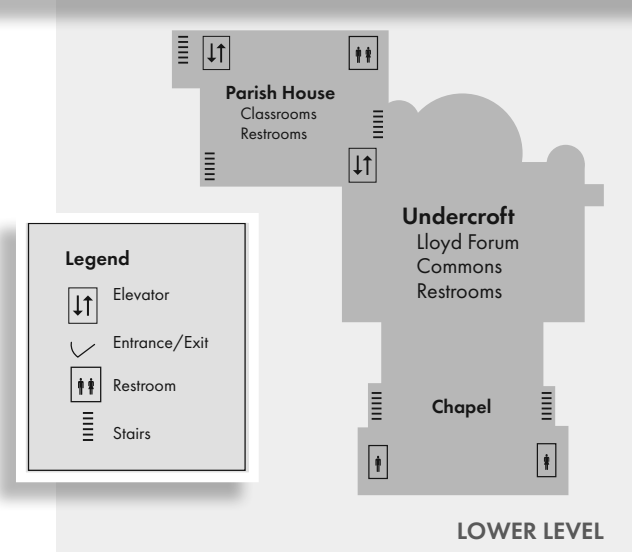 Parish House
Classrooms
Restrooms
Undercroft
Lloyd Forum
Commons
Restrooms
Legend
Elevator
Entrance/Exit
Restroom
Stairs
Chapel
LOWER LEVEL